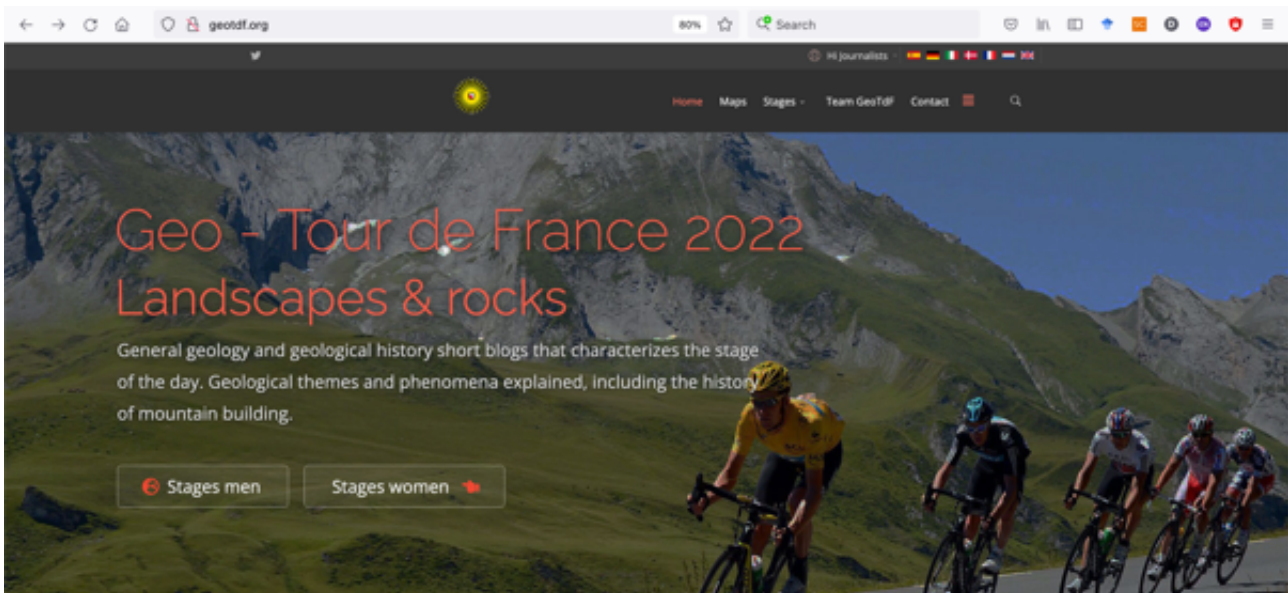 geotdf.org
80%
Search
Hi Journalists
Home Maps Stages Team GeoTdF Contact
Geo - Tour de France 2022
Landscapes & rocks
General geology and geological history short blogs that characterizes the stage
of the day. Geological themes and phenomena explained, including the history
of mountain building.
Stages men
Stages women